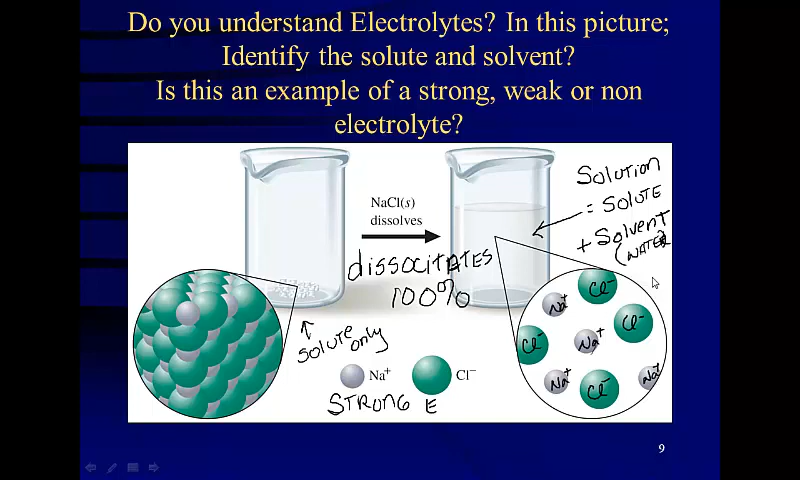 Do you understand Electrolytes? In this picture;
Identify the solute and solvent?
Is this an example of a strong, weak or non
electrolyte?
NaCl(s)
dissolves
dissocitates
100%
Solution
= Solute
+ Solvent
(WATER
↑
Solute only
Na⁺
Cl⁻
STRONG E
Cl⁻
Na⁺
Cl⁻
Cl⁻
Na⁺
Na⁺
Cl⁻
Na⁺
9